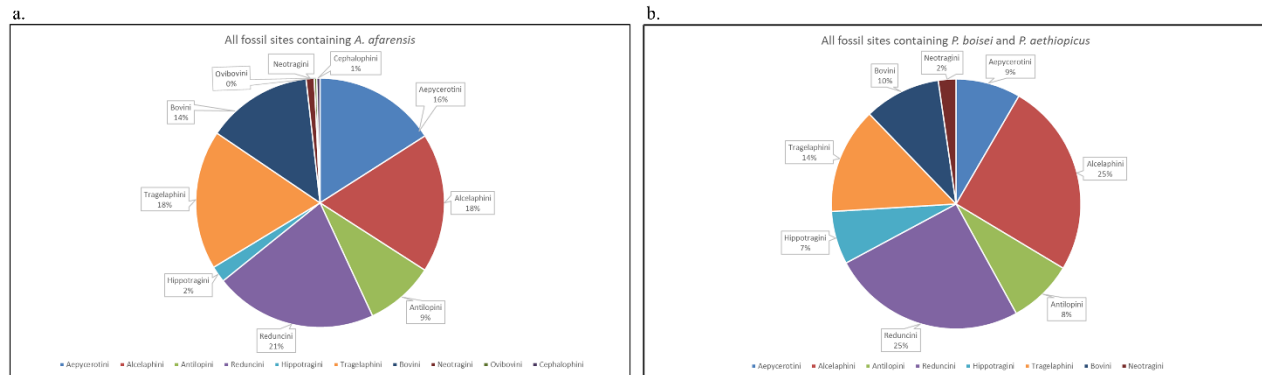 a.
All fossil sites containing A. afarensis
Cephalophini
1%
Neotragini
1%
Ovibovini
0%
Aepycerotini
16%
Bovini
14%
Tragelaphini
18%
Alcelaphini
18%
Hippotragini
2%
Antilopini
9%
Reduncini
21%
Aepycerotini Alcelaphini Antilopini Reduncini Hippotragini Tragelaphini Bovini Neotragini Ovibovini Cephalophini
b.
All fossil sites containing P. boisei and P. aethiopicus
Neotragini
2%
Aepycerotini
9%
Bovini
10%
Tragelaphini
14%
Alcelaphini
25%
Hippotragini
7%
Antilopini
8%
Reduncini
25%
Aepycerotini Alcelaphini Antilopini Reduncini Hippotragini Tragelaphini Bovini Neotragini